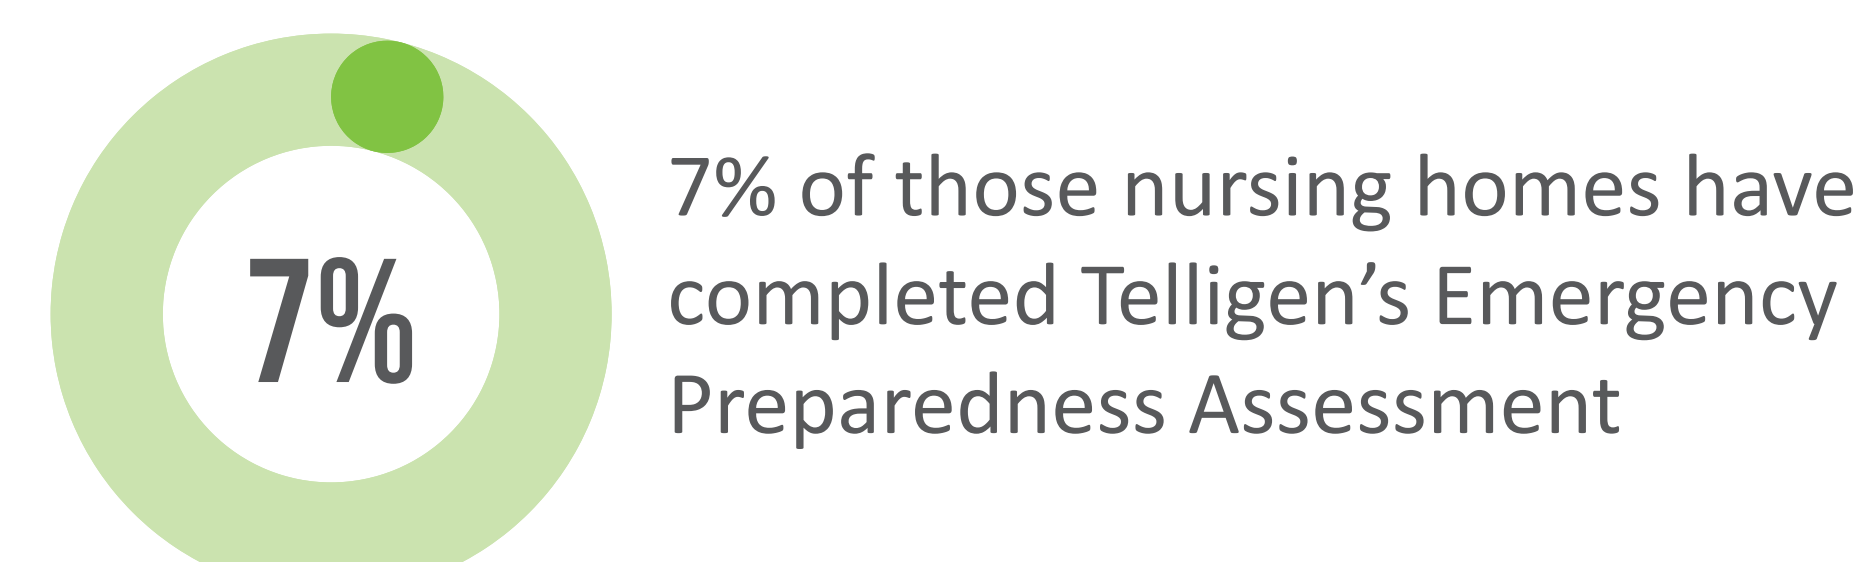 7%
7% of those nursing homes have
completed Telligen’s Emergency
Preparedness Assessment